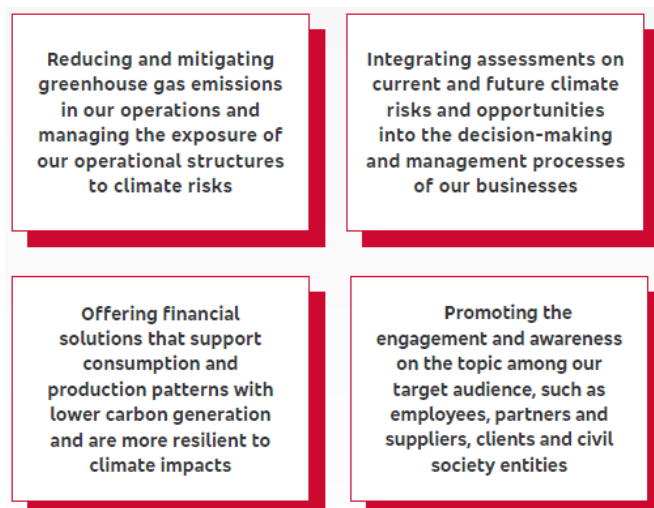 Reducing and mitigating
greenhouse gas emissions
in our operations and
managing the exposure of
our operational structures
to climate risks
Integrating assessments on
current and future climate
risks and opportunities
into the decision-making
and management processes
of our businesses
Offering financial
solutions that support
consumption and
production patterns with
lower carbon generation
and are more resilient to
climate impacts
Promoting the
engagement and awareness
on the topic among our
target audience, such as
employees, partners and
suppliers, clients and civil
society entities